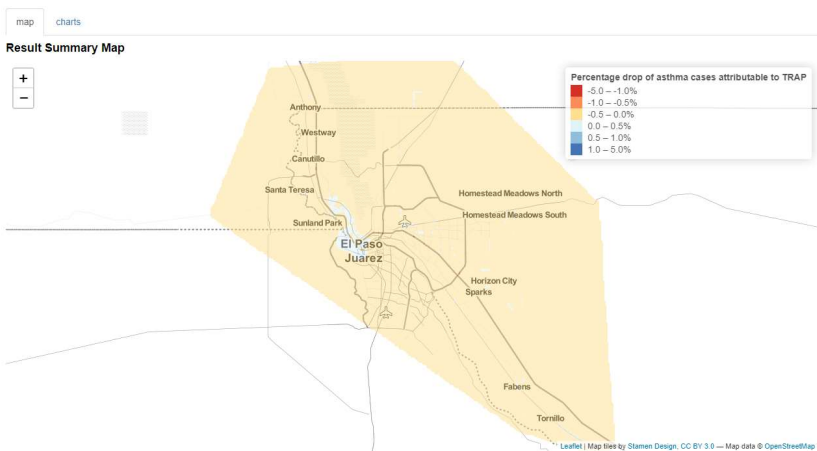 map charts
Result Summary Map
+
−
Percentage drop of asthma cases attributable to TRAP
-5.0 – -1.0%
-1.0 – -0.5%
-0.5 – 0.0%
0.0 – 0.5%
0.5 – 1.0%
1.0 – 5.0%
Anthony
Westway
Canutillo
Santa Teresa
Homestead Meadows North
Homestead Meadows South
Sunland Park
El Paso
Juarez
Horizon City
Sparks
Fabens
Tornillo
Leaflet | Map tiles by Stamen Design, CC BY 3.0 — Map data © OpenStreetMap